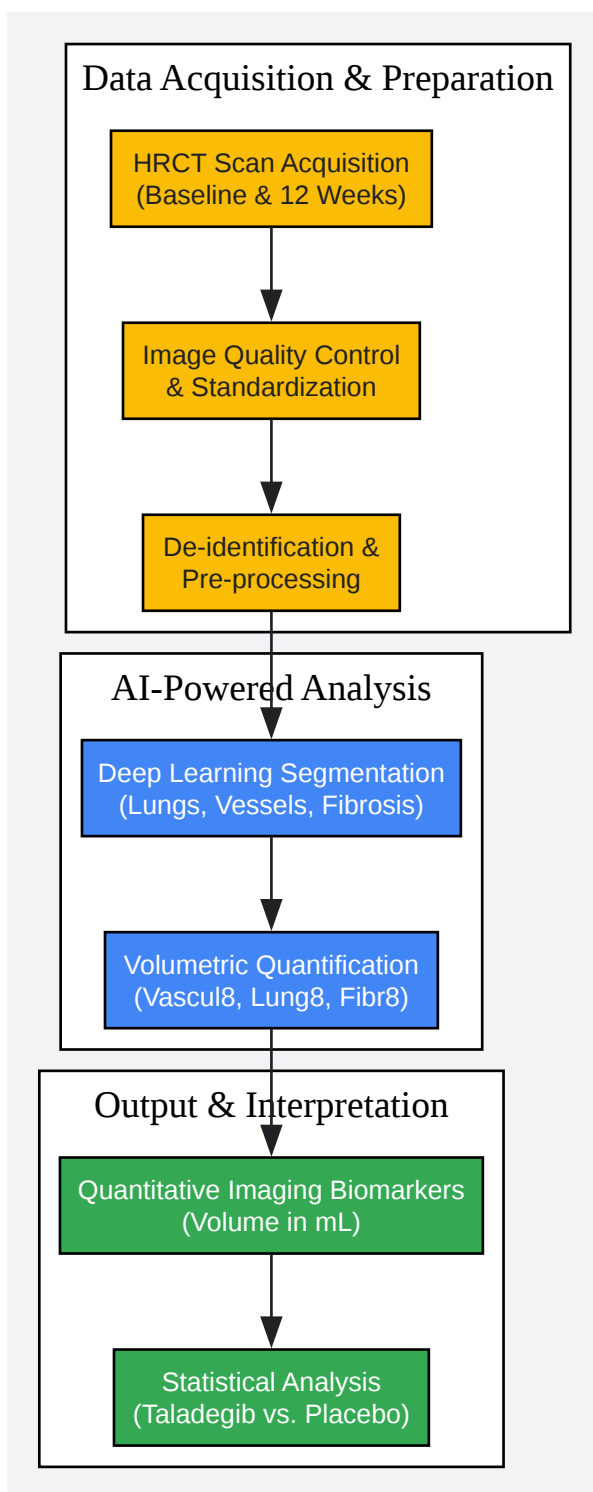 Data Acquisition & Preparation
HRCT Scan Acquisition
(Baseline & 12 Weeks)
Image Quality Control
& Standardization
De-identification &
Pre-processing
AI-Powered Analysis
Deep Learning Segmentation
(Lungs, Vessels, Fibrosis)
Volumetric Quantification
(Vascul8, Lung8, Fibr8)
Output & Interpretation
Quantitative Imaging Biomarkers
(Volume in mL)
Statistical Analysis
(Taladegib vs. Placebo)